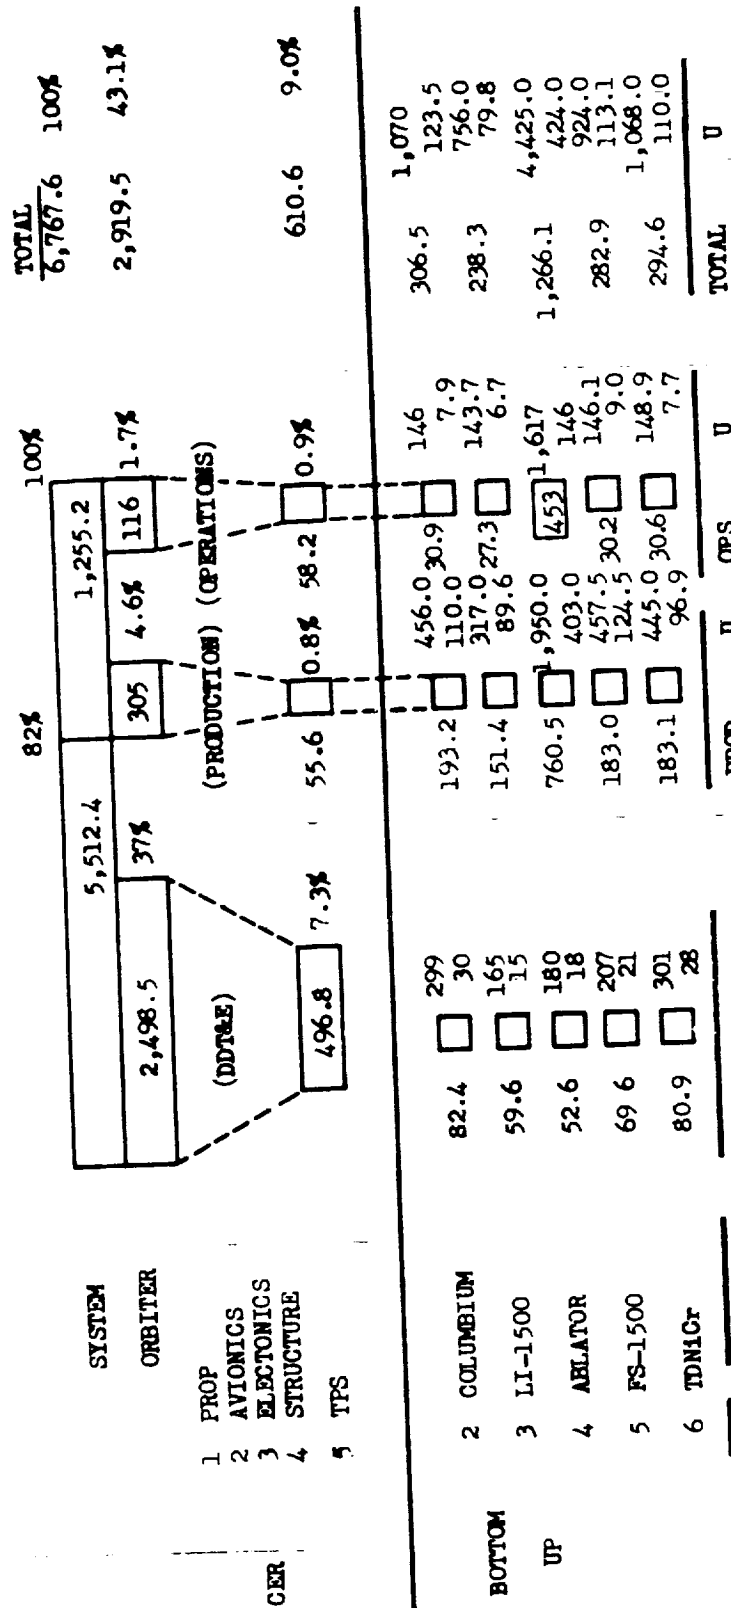 TOTAL
82% 100% 6,767.6 100%
SYSTEM 5,512.4 1,255.2
ORBITER 2,498.5 37% 305 4.6% 116 1.7% 2,919.5 43.1%
(DDT&E) (PRODUCTION) (OPERATIONS)
1 PROP
2 AVIONICS
CER 3 ELECTONICS
4 STRUCTURE
5 TPS 496.8 7.3% 55.6 0.8% 58.2 0.9% 610.6 9.0%
BOTTOM UP
2 COLUMBIUM 82.4 299 193.2 456.0 30.9 146 306.5 1,070
30 110.0 7.9 123.5
3 LI-1500 59.6 165 151.4 317.0 27.3 143.7 238.3 756.0
15 89.6 6.7 79.8
4 ABLATOR 52.6 180 760.5 1,950.0 453 1,617 1,266.1 4,425.0
18 403.0 146 424.0
5 FS-1500 69 6 207 183.0 457.5 30.2 146.1 282.9 924.0
21 124.5 9.0 113.1
6 TDNiCr 80.9 301 183.1 445.0 30.6 148.9 294.6 1,068.0
28 96.9 7.7 110.0
U OPS U TOTAL U